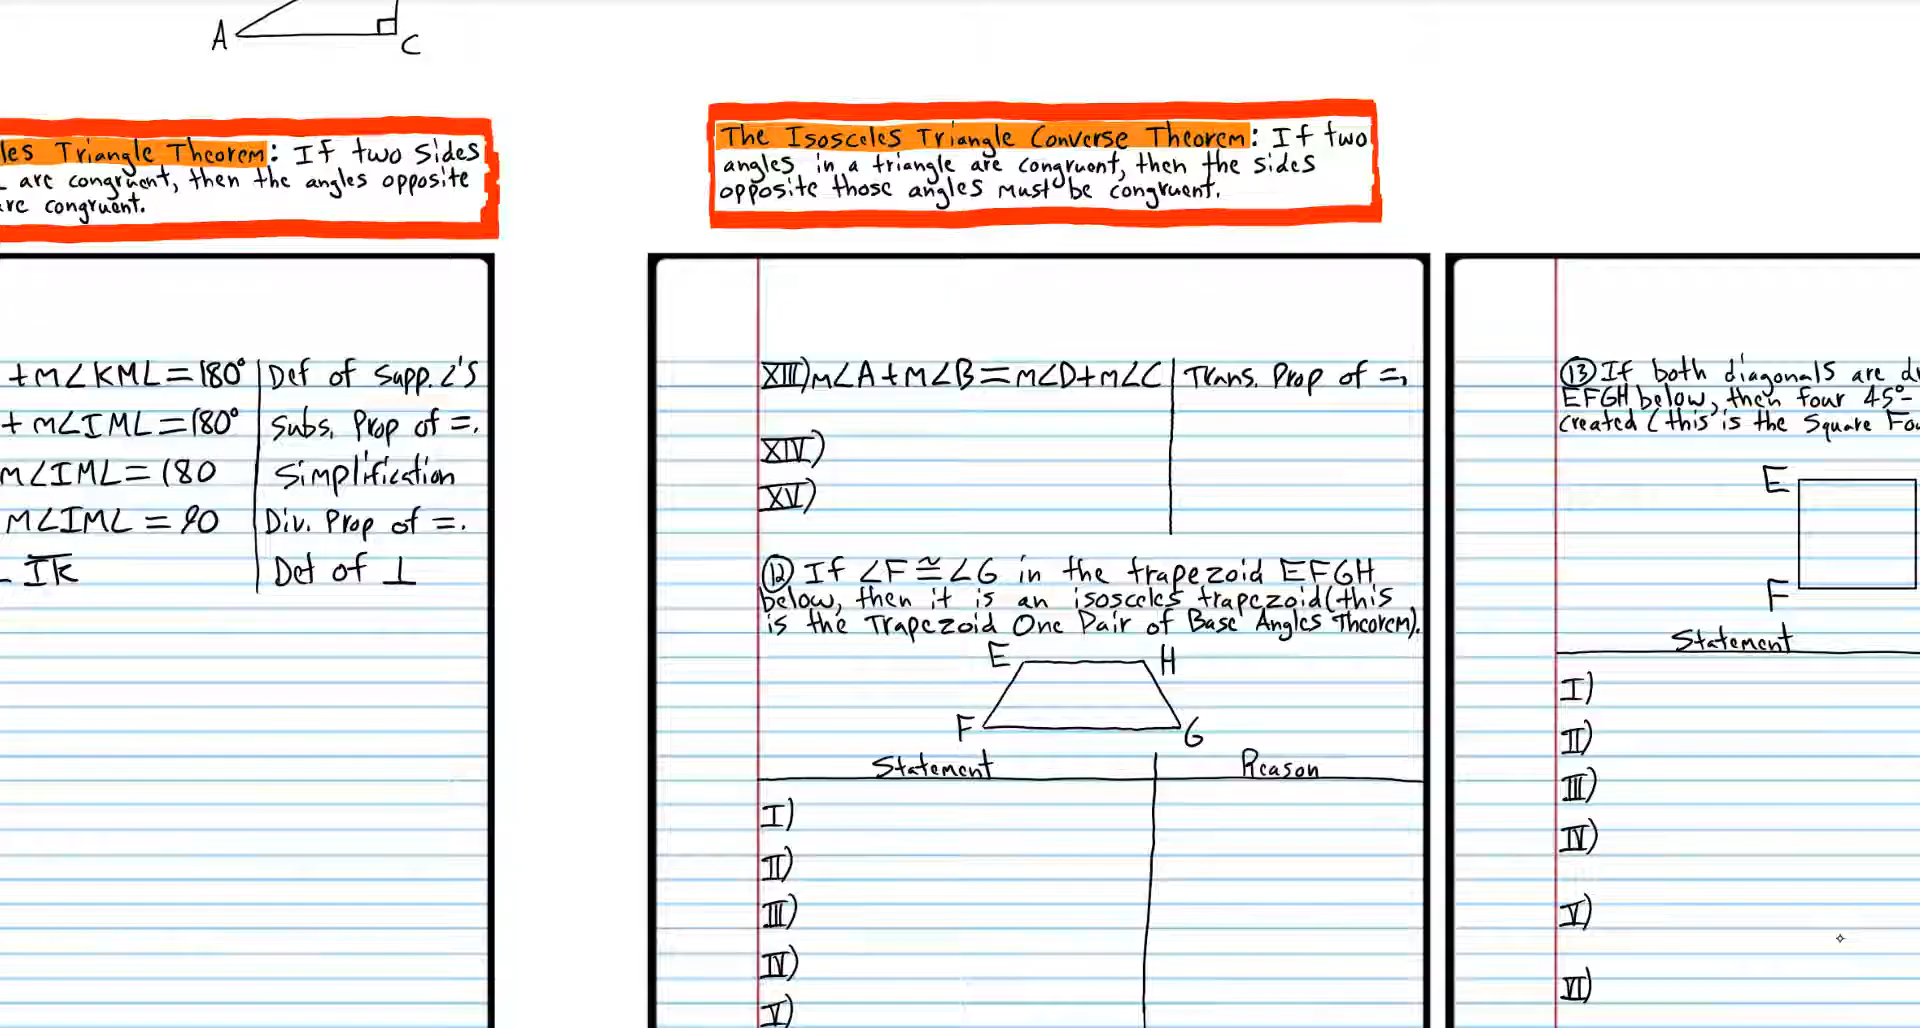 A
C
les Triangle Theorem: If two sides
are congruent, then the angles opposite
are congruent.
The Isosceles Triangle Converse Theorem: If two
angles in a triangle are congruent, then the sides
opposite those angles must be congruent.
+m∠KML=180° | Def of Supp. ∠'s
+ m∠IML=180° | Subs. Prop of =.
m∠IML=180 | Simplification
m∠IML=90 | Div. Prop of =.
IK | Def of ⊥
XIII) m∠A+m∠B=m∠D+m∠C | Trans. Prop of =,
XIV)
XV)
⑫ If ∠F≅∠G in the trapezoid EFGH
below, then it is an isosceles trapezoid (this
is the Trapezoid One Pair of Base Angles Theorem).
E H
F G
Statement Reason
I)
II)
III)
IV)
V)
⑬ If both diagonals are
EFGH below, then four 45°-
created (this is the Square
E
F
Statement
I)
II)
III)
IV)
V)
VI)